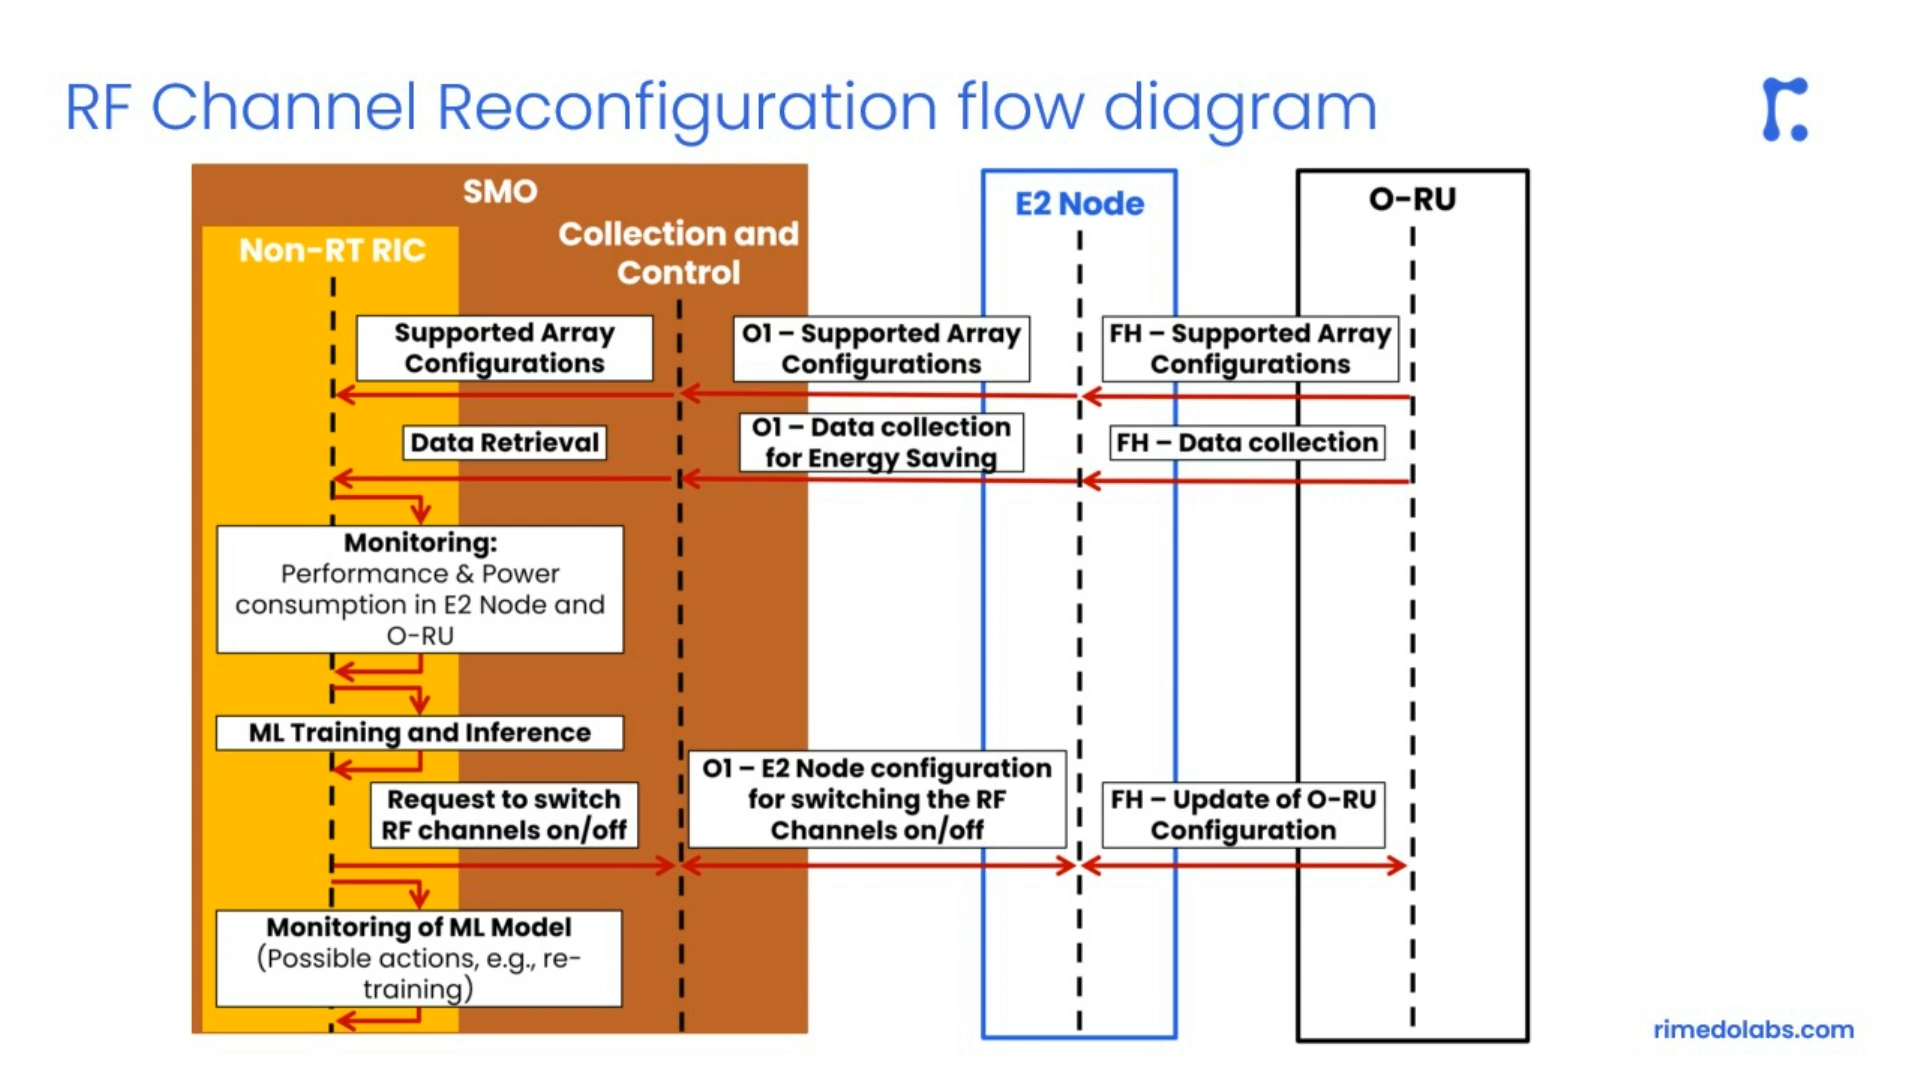 RF Channel Reconfiguration flow diagram
SMO
Non-RT RIC
Collection and
Control
E2 Node
O-RU
Supported Array
Configurations
O1 – Supported Array
Configurations
FH – Supported Array
Configurations
Data Retrieval
O1 – Data collection
for Energy Saving
FH – Data collection
Monitoring:
Performance & Power
consumption in E2 Node and
O-RU
ML Training and Inference
Request to switch
RF channels on/off
O1 – E2 Node configuration
for switching the RF
Channels on/off
FH – Update of O-RU
Configuration
Monitoring of ML Model
(Possible actions, e.g., re-
training)
rimedolabs.com